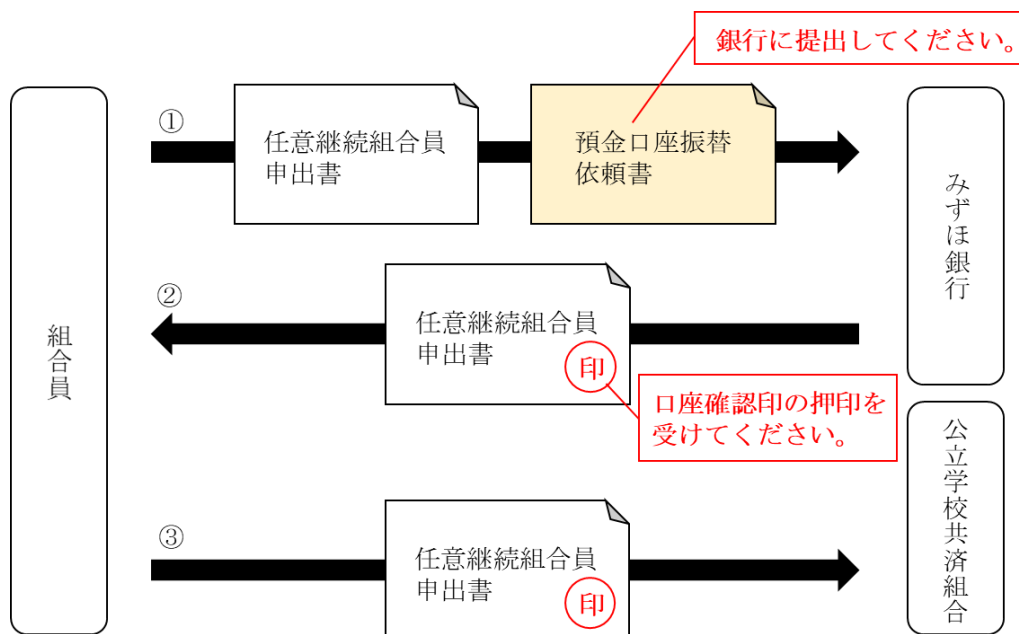 銀行に提出してください。
①
任意継続組合員
申出書
預金口座振替
依頼書
みずほ銀行
組合員
②
任意継続組合員
申出書
印
口座確認印の押印を
受けてください。
公立学校共済組合
③
任意継続組合員
申出書
印